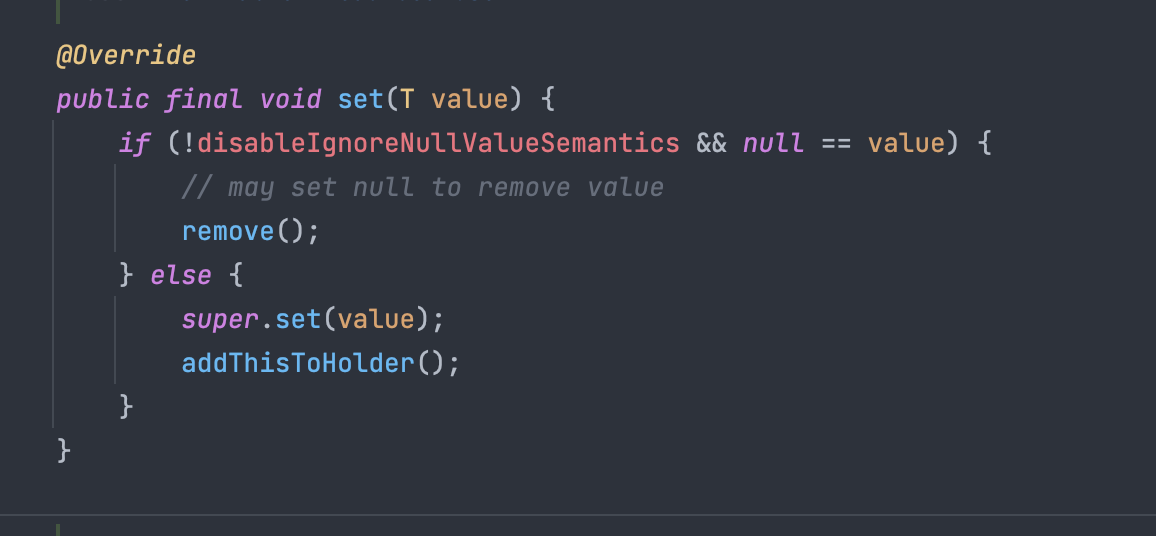 @Override
public final void set(T value) {
    if (!disableIgnoreNullValueSemantics && null == value) {
        // may set null to remove value
        remove();
    } else {
        super.set(value);
        addThisToHolder();
    }
}